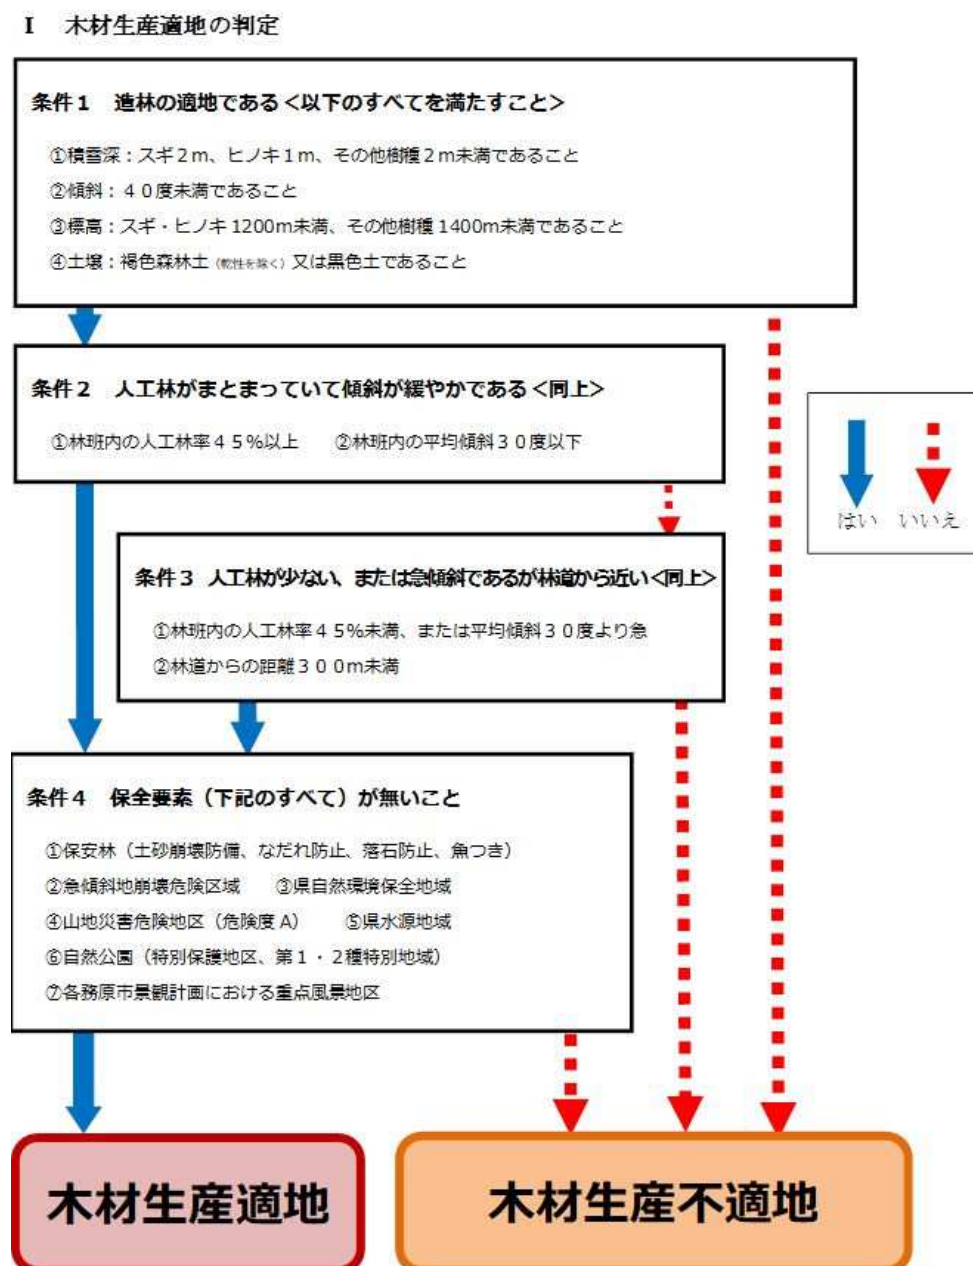 Ⅰ 木材生産適地の判定
条件１ 造林の適地である＜以下のすべてを満たすこと＞
①積雪深：スギ２ｍ、ヒノキ１ｍ、その他樹種２ｍ未満であること
②傾斜：４０度未満であること
③標高：スギ・ヒノキ 1200m未満、その他樹種 1400m未満であること
④土壌：褐色森林土（乾性を除く）又は黒色土であること
条件２ 人工林がまとまっていて傾斜が緩やかである＜同上＞
①林班内の人工林率４５％以上 ②林班内の平均傾斜３０度以下
はい いいえ
条件３ 人工林が少ない、または急傾斜であるが林道から近い＜同上＞
①林班内の人工林率４５％未満、または平均傾斜３０度より急
②林道からの距離３００ｍ未満
条件４ 保全要素（下記のすべて）が無いこと
①保安林（土砂崩壊防備、なだれ防止、落石防止、魚つき）
②急傾斜地崩壊危険区域 ③県自然環境保全地域
④山地災害危険地区（危険度 A） ⑤県水源地域
⑥自然公園（特別保護地区、第１・２種特別地域）
⑦各務原市景観計画における重点風景地区
木材生産適地 木材生産不適地